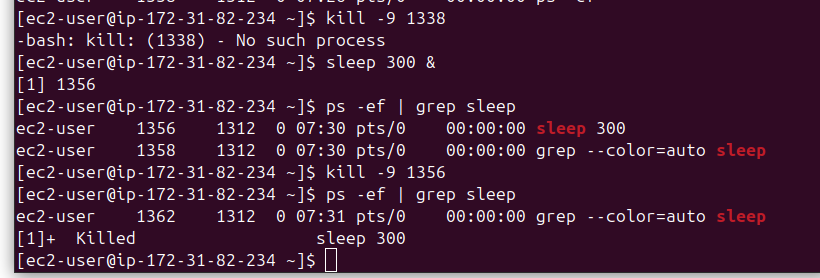 [ec2-user@ip-172-31-82-234 ~]$ kill -9 1338
-bash: kill: (1338) - No such process
[ec2-user@ip-172-31-82-234 ~]$ sleep 300 &
[1] 1356
[ec2-user@ip-172-31-82-234 ~]$ ps -ef | grep sleep
ec2-user    1356    1312  0 07:30 pts/0    00:00:00 sleep 300
ec2-user    1358    1312  0 07:30 pts/0    00:00:00 grep --color=auto sleep
[ec2-user@ip-172-31-82-234 ~]$ kill -9 1356
[ec2-user@ip-172-31-82-234 ~]$ ps -ef | grep sleep
ec2-user    1362    1312  0 07:31 pts/0    00:00:00 grep --color=auto sleep
[1]+  Killed                  sleep 300
[ec2-user@ip-172-31-82-234 ~]$